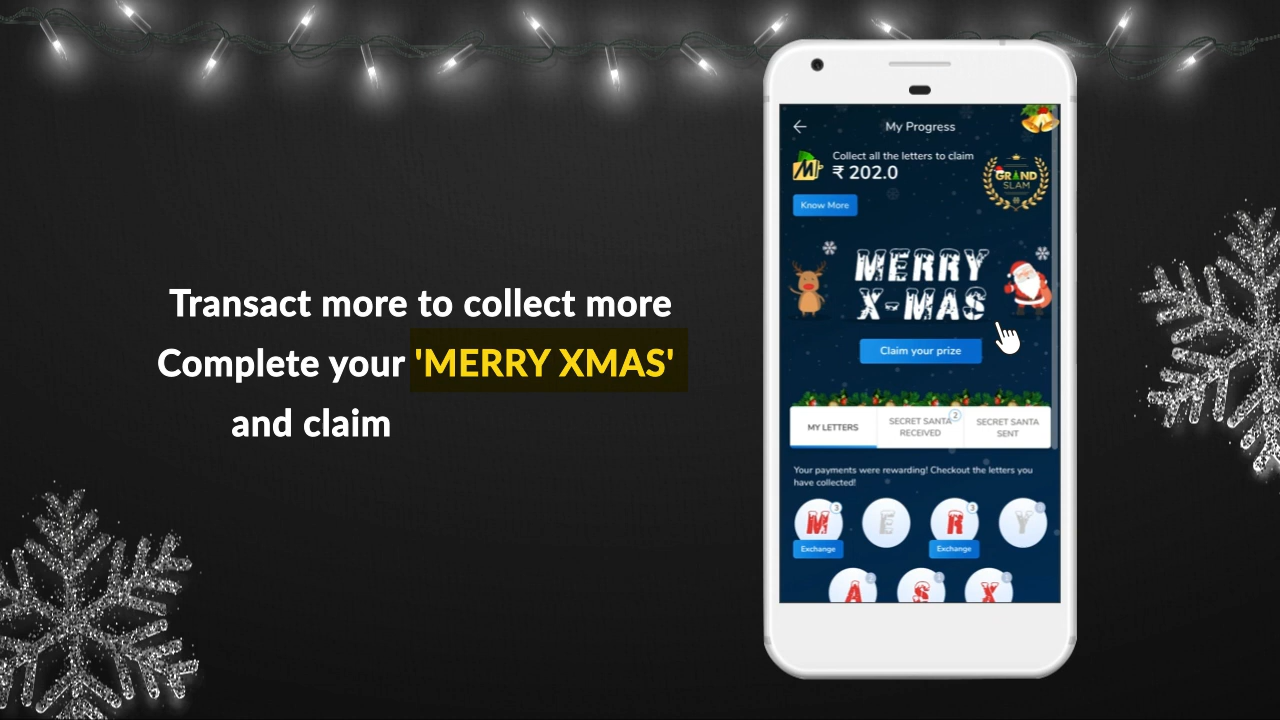 Transact more to collect more
Complete your 'MERRY XMAS'
and claim
My Progress
Collect all the letters to claim
₹ 202.0
GRAND
SLAM
Know More
MERRY
X-MAS
Claim your prize
MY LETTERS
SECRET SANTA
RECEIVED
2
SECRET SANTA
SENT
Your payments were rewarding! Checkout the letters you
have collected!
M 3 E R 3 Y
Exchange Exchange
A S X